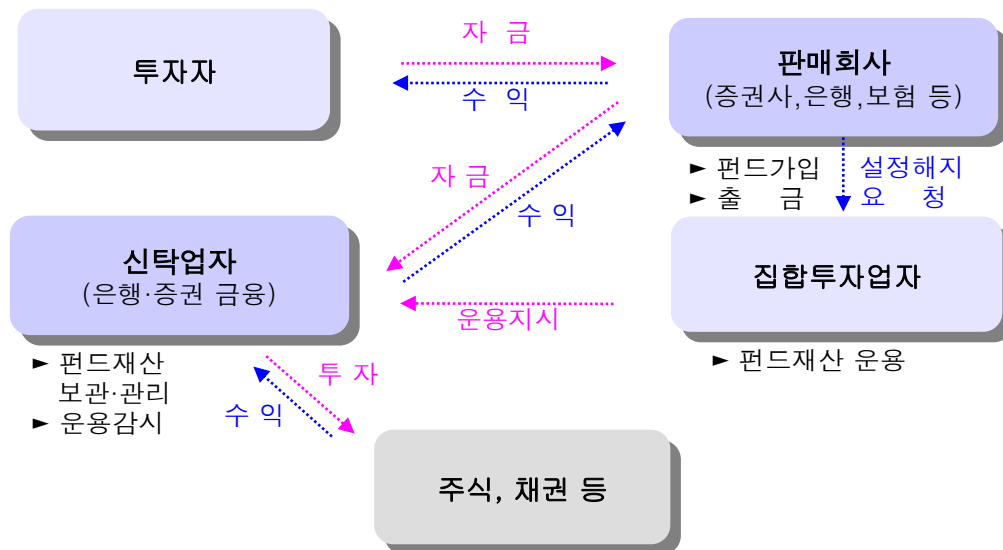 투자자
자 금
수 익
판매회사
(증권사,은행,보험 등)
► 펀드가입
► 출 금
설정해지
요 청
자 금
수 익
신탁업자
(은행·증권 금융)
집합투자업자
운용지시
► 펀드재산
보관·관리
► 운용감시
► 펀드재산 운용
투 자
수 익
주식, 채권 등